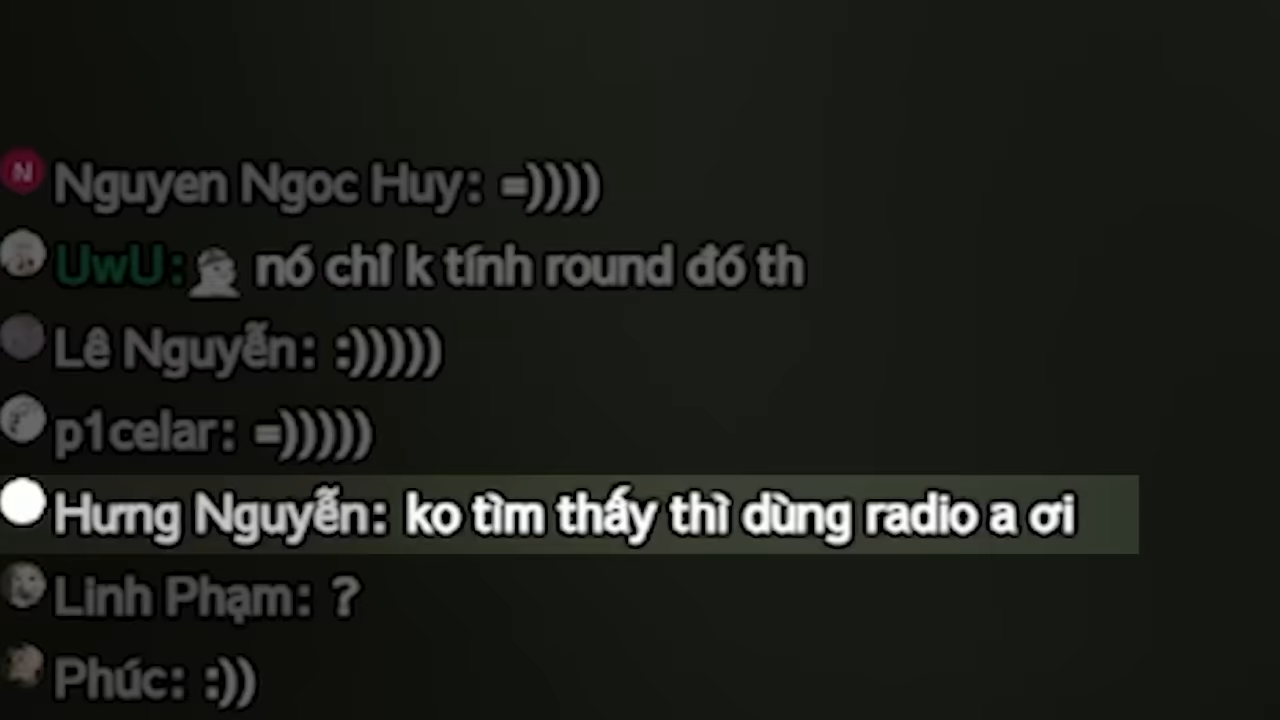 N Nguyen Ngoc Huy: =))))
UwU: nó chỉ k tính round đó th
Lê Nguyễn: :)))))
p1celar: =)))))
Hưng Nguyễn: ko tìm thấy thì dùng radio a ơi
Linh Phạm: ?
Phúc: :))